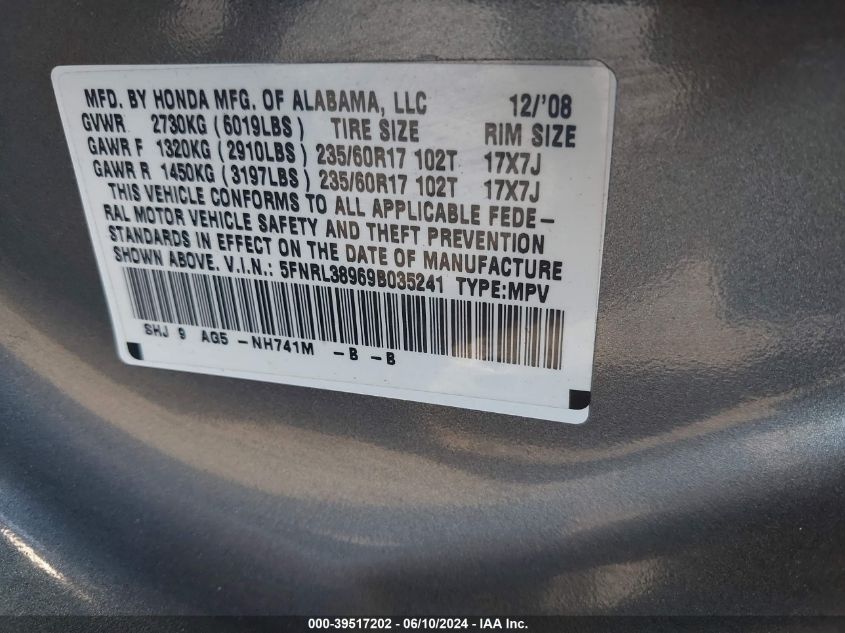 MFD. BY HONDA MFG. OF ALABAMA, LLC 12/'08
GVWR 2730KG (6019LBS) TIRE SIZE RIM SIZE
GAWR F 1320KG (2910LBS) 235/60R17 102T 17X7J
GAWR R 1450KG (3197LBS) 235/60R17 102T 17X7J
THIS VEHICLE CONFORMS TO ALL APPLICABLE FEDE-
RAL MOTOR VEHICLE SAFETY AND THEFT PREVENTION
STANDARDS IN EFFECT ON THE DATE OF MANUFACTURE
SHOWN ABOVE. V.I.N.: 5FNRL38969B035241 TYPE:MPV
SHJ 9 AG5 -NH741M -B -B
000-39517202 - 06/10/2024 - IAA Inc.